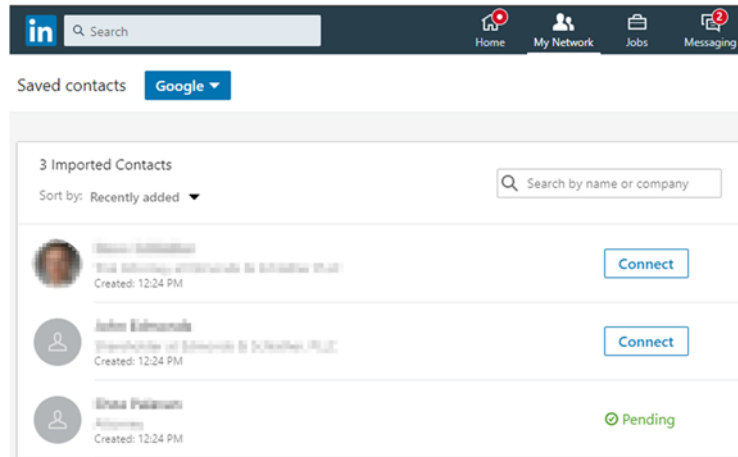 in Search
Home My Network Jobs 2 Messaging
Saved contacts Google
3 Imported Contacts
Sort by: Recently added
Search by name or company
Created: 12:24 PM
Connect
Created: 12:24 PM
Connect
Created: 12:24 PM
Pending